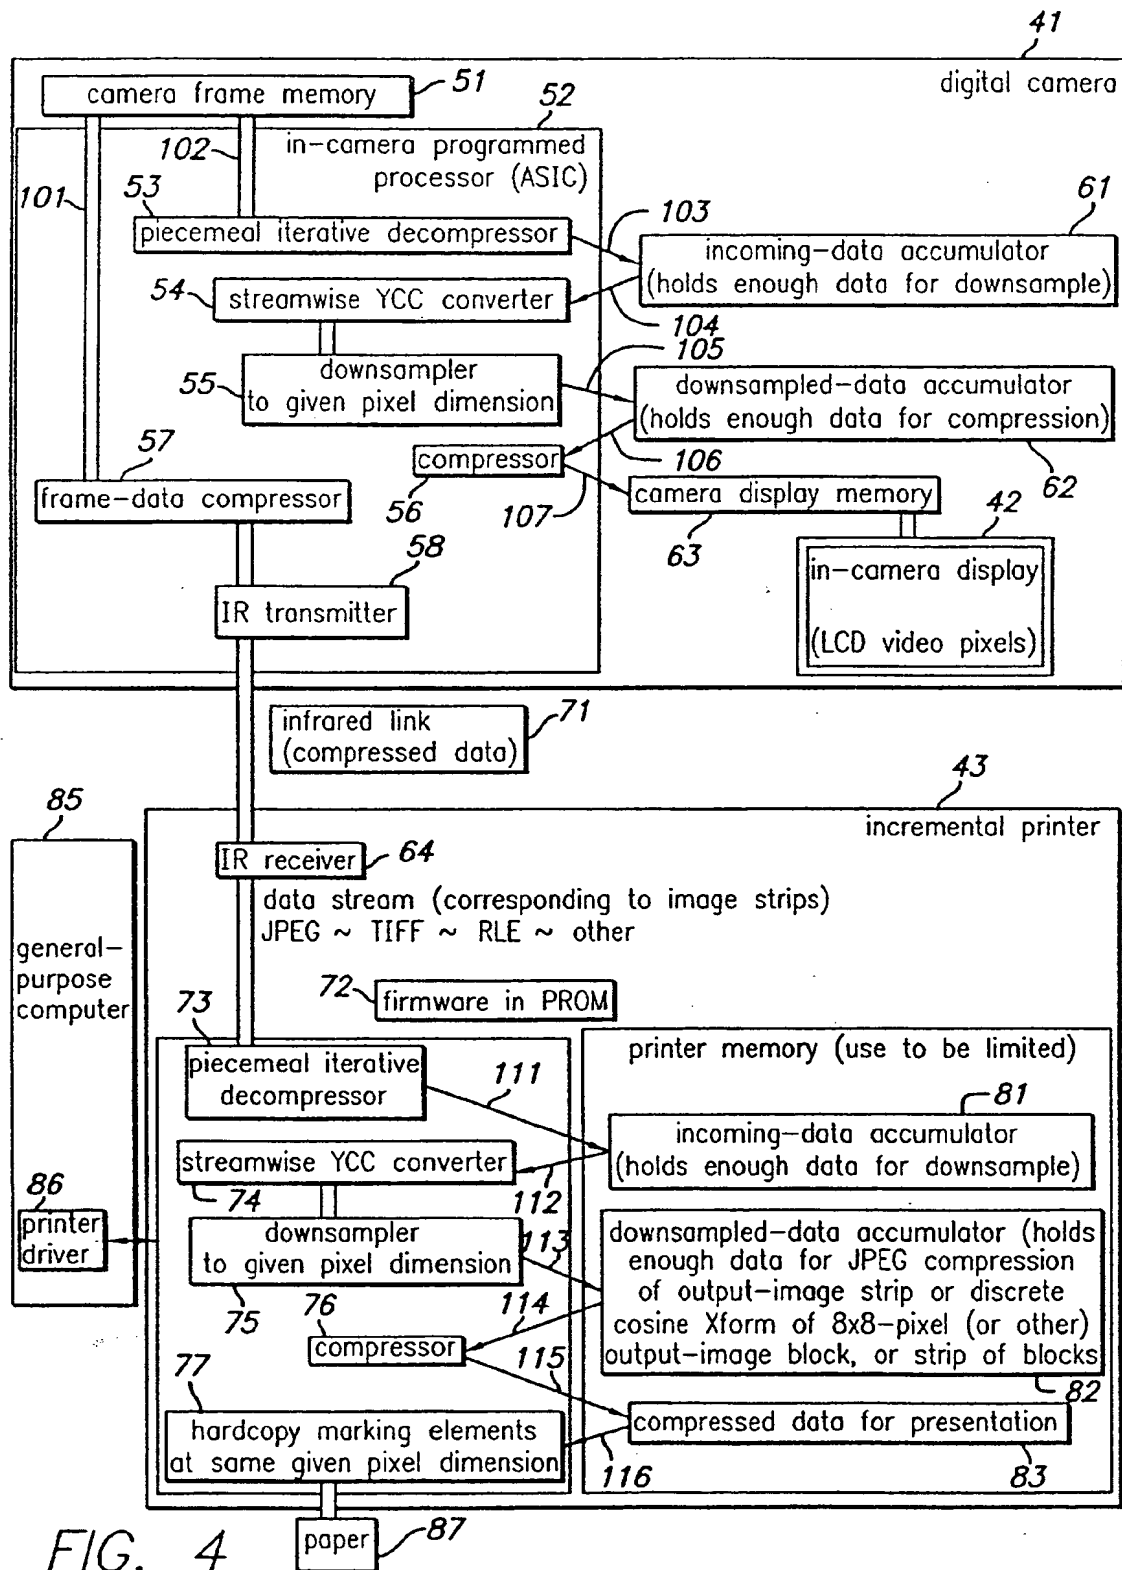 41
digital camera
camera frame memory
51
52
in-camera programmed
processor (ASIC)
102
101
53
piecemeal iterative decompressor
103
61
incoming-data accumulator
(holds enough data for downsample)
54
streamwise YCC converter
104
105
55
downsampler
to given pixel dimension
downsampled-data accumulator
(holds enough data for compression)
57
compressor
106
62
frame-data compressor
56
107
camera display memory
63
42
58
in-camera display
(LCD video pixels)
IR transmitter
infrared link
(compressed data)
71
43
85
incremental printer
IR receiver
64
data stream (corresponding to image strips)
JPEG ~ TIFF ~ RLE ~ other
general-
purpose
computer
72
firmware in PROM
73
piecemeal iterative
decompressor
printer memory (use to be limited)
111
81
incoming-data accumulator
(holds enough data for downsample)
streamwise YCC converter
74
112
86
printer
driver
downsampler
to given pixel dimension
113
75
downsampled-data accumulator (holds
enough data for JPEG compression
of output-image strip or discrete
cosine Xform of 8x8-pixel (or other)
output-image block, or strip of blocks
76
114
compressor
115
82
77
hardcopy marking elements
at same given pixel dimension
compressed data for presentation
116
83
paper
87
FIG. 4